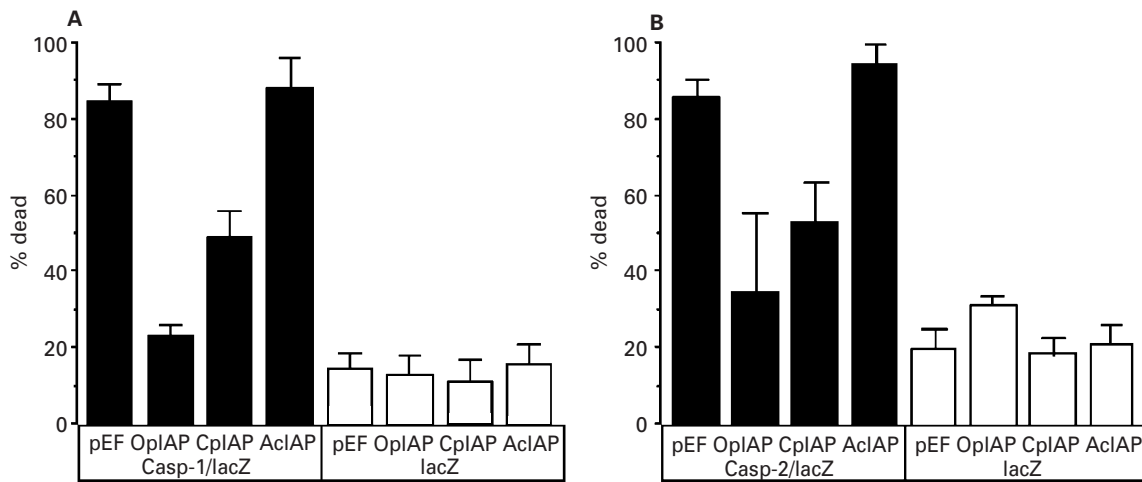 A
100
80
60
40
20
0
% dead
pEF OpIAP CpIAP AcIAP pEF OpIAP CpIAP AcIAP
Casp-1/lacZ lacZ
B
100
80
60
40
20
0
% dead
pEF OpIAP CpIAP AcIAP pEF OpIAP CpIAP AcIAP
Casp-2/lacZ lacZ